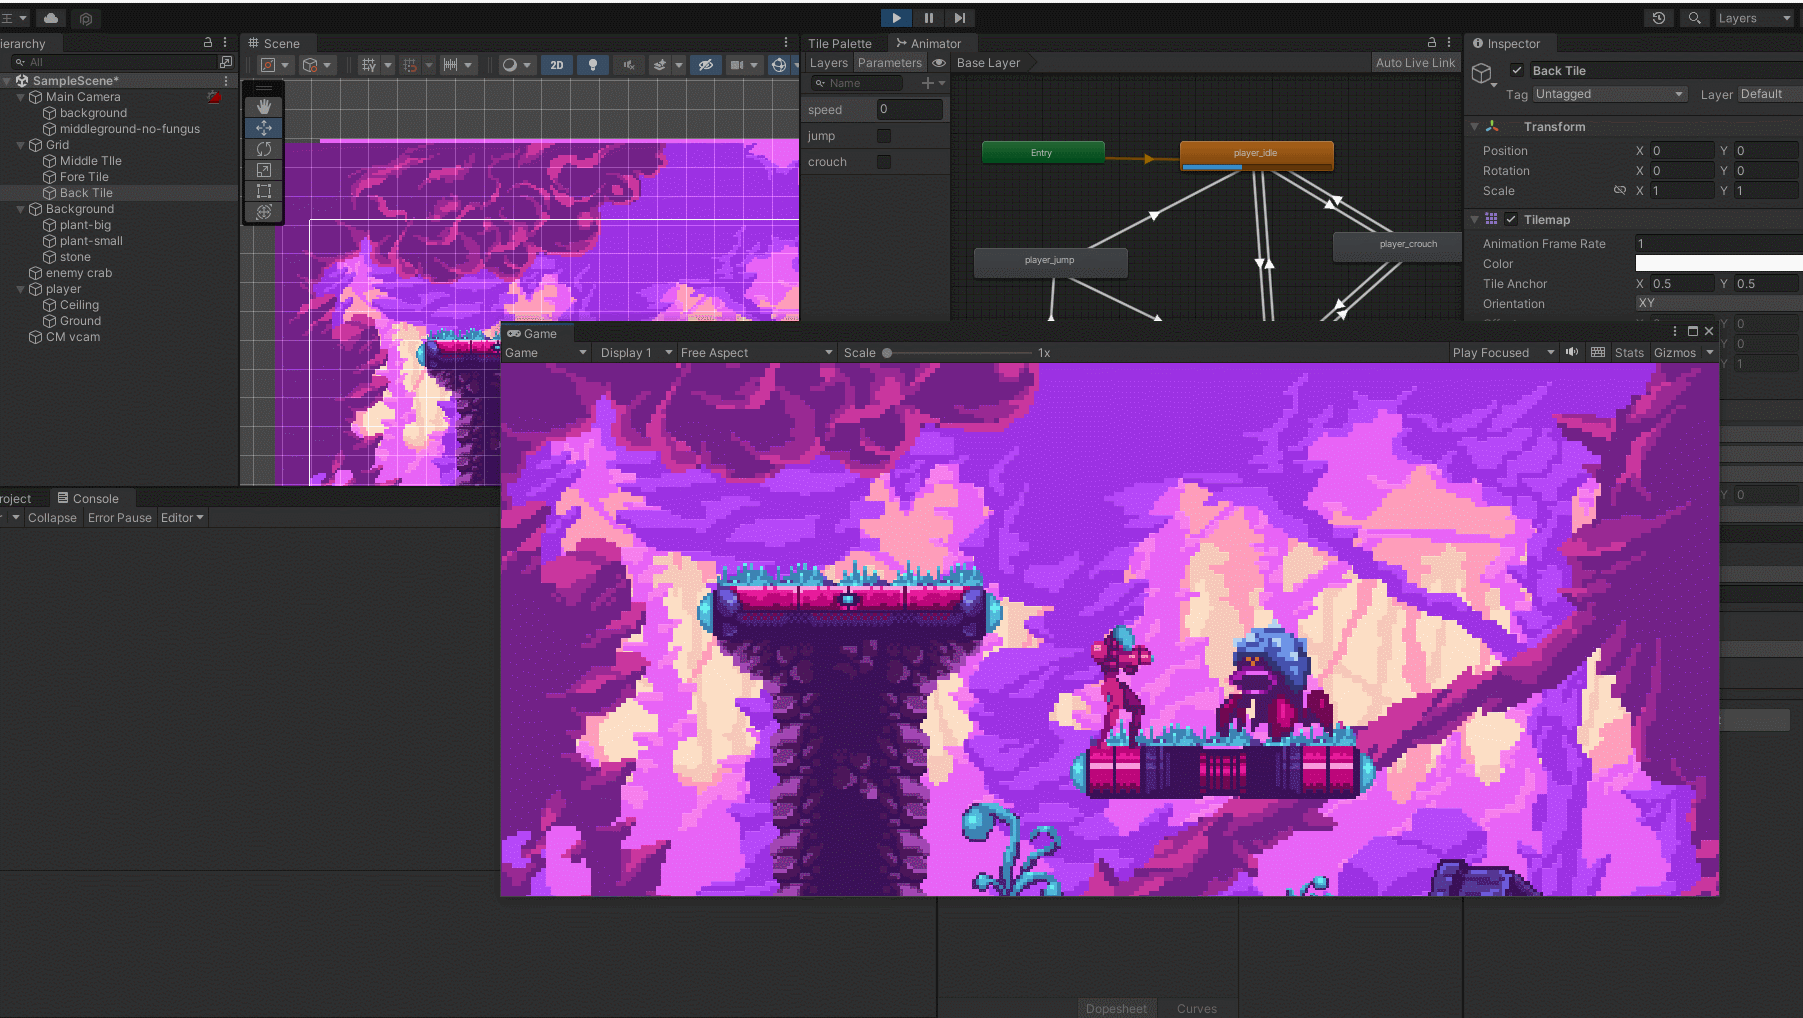 Layers
ierarchy
Scene
Tile Palette
Animator
Inspector
All
2D
Layers
Parameters
Base Layer
Auto Live Link
Back Tile
Name
Tag Untagged
Layer Default
SampleScene*
Main Camera
background
middleground-no-fungus
Grid
Middle TIle
Fore Tile
Back Tile
Background
plant-big
plant-small
stone
enemy crab
player
Ceiling
Ground
CM vcam
speed 0
jump
crouch
Entry
player_idle
player_jump
player_crouch
Transform
Position X 0 Y 0
Rotation X 0 Y 0
Scale X 1 Y 1
Tilemap
Animation Frame Rate 1
Color
Tile Anchor X 0.5 Y 0.5
Orientation XY
Y 0
Y 0
Y 1
Y 0
Game
Game
Display 1
Free Aspect
Scale 1x
Play Focused
Stats
Gizmos
roject
Console
Collapse
Error Pause
Editor
Dopesheet
Curves